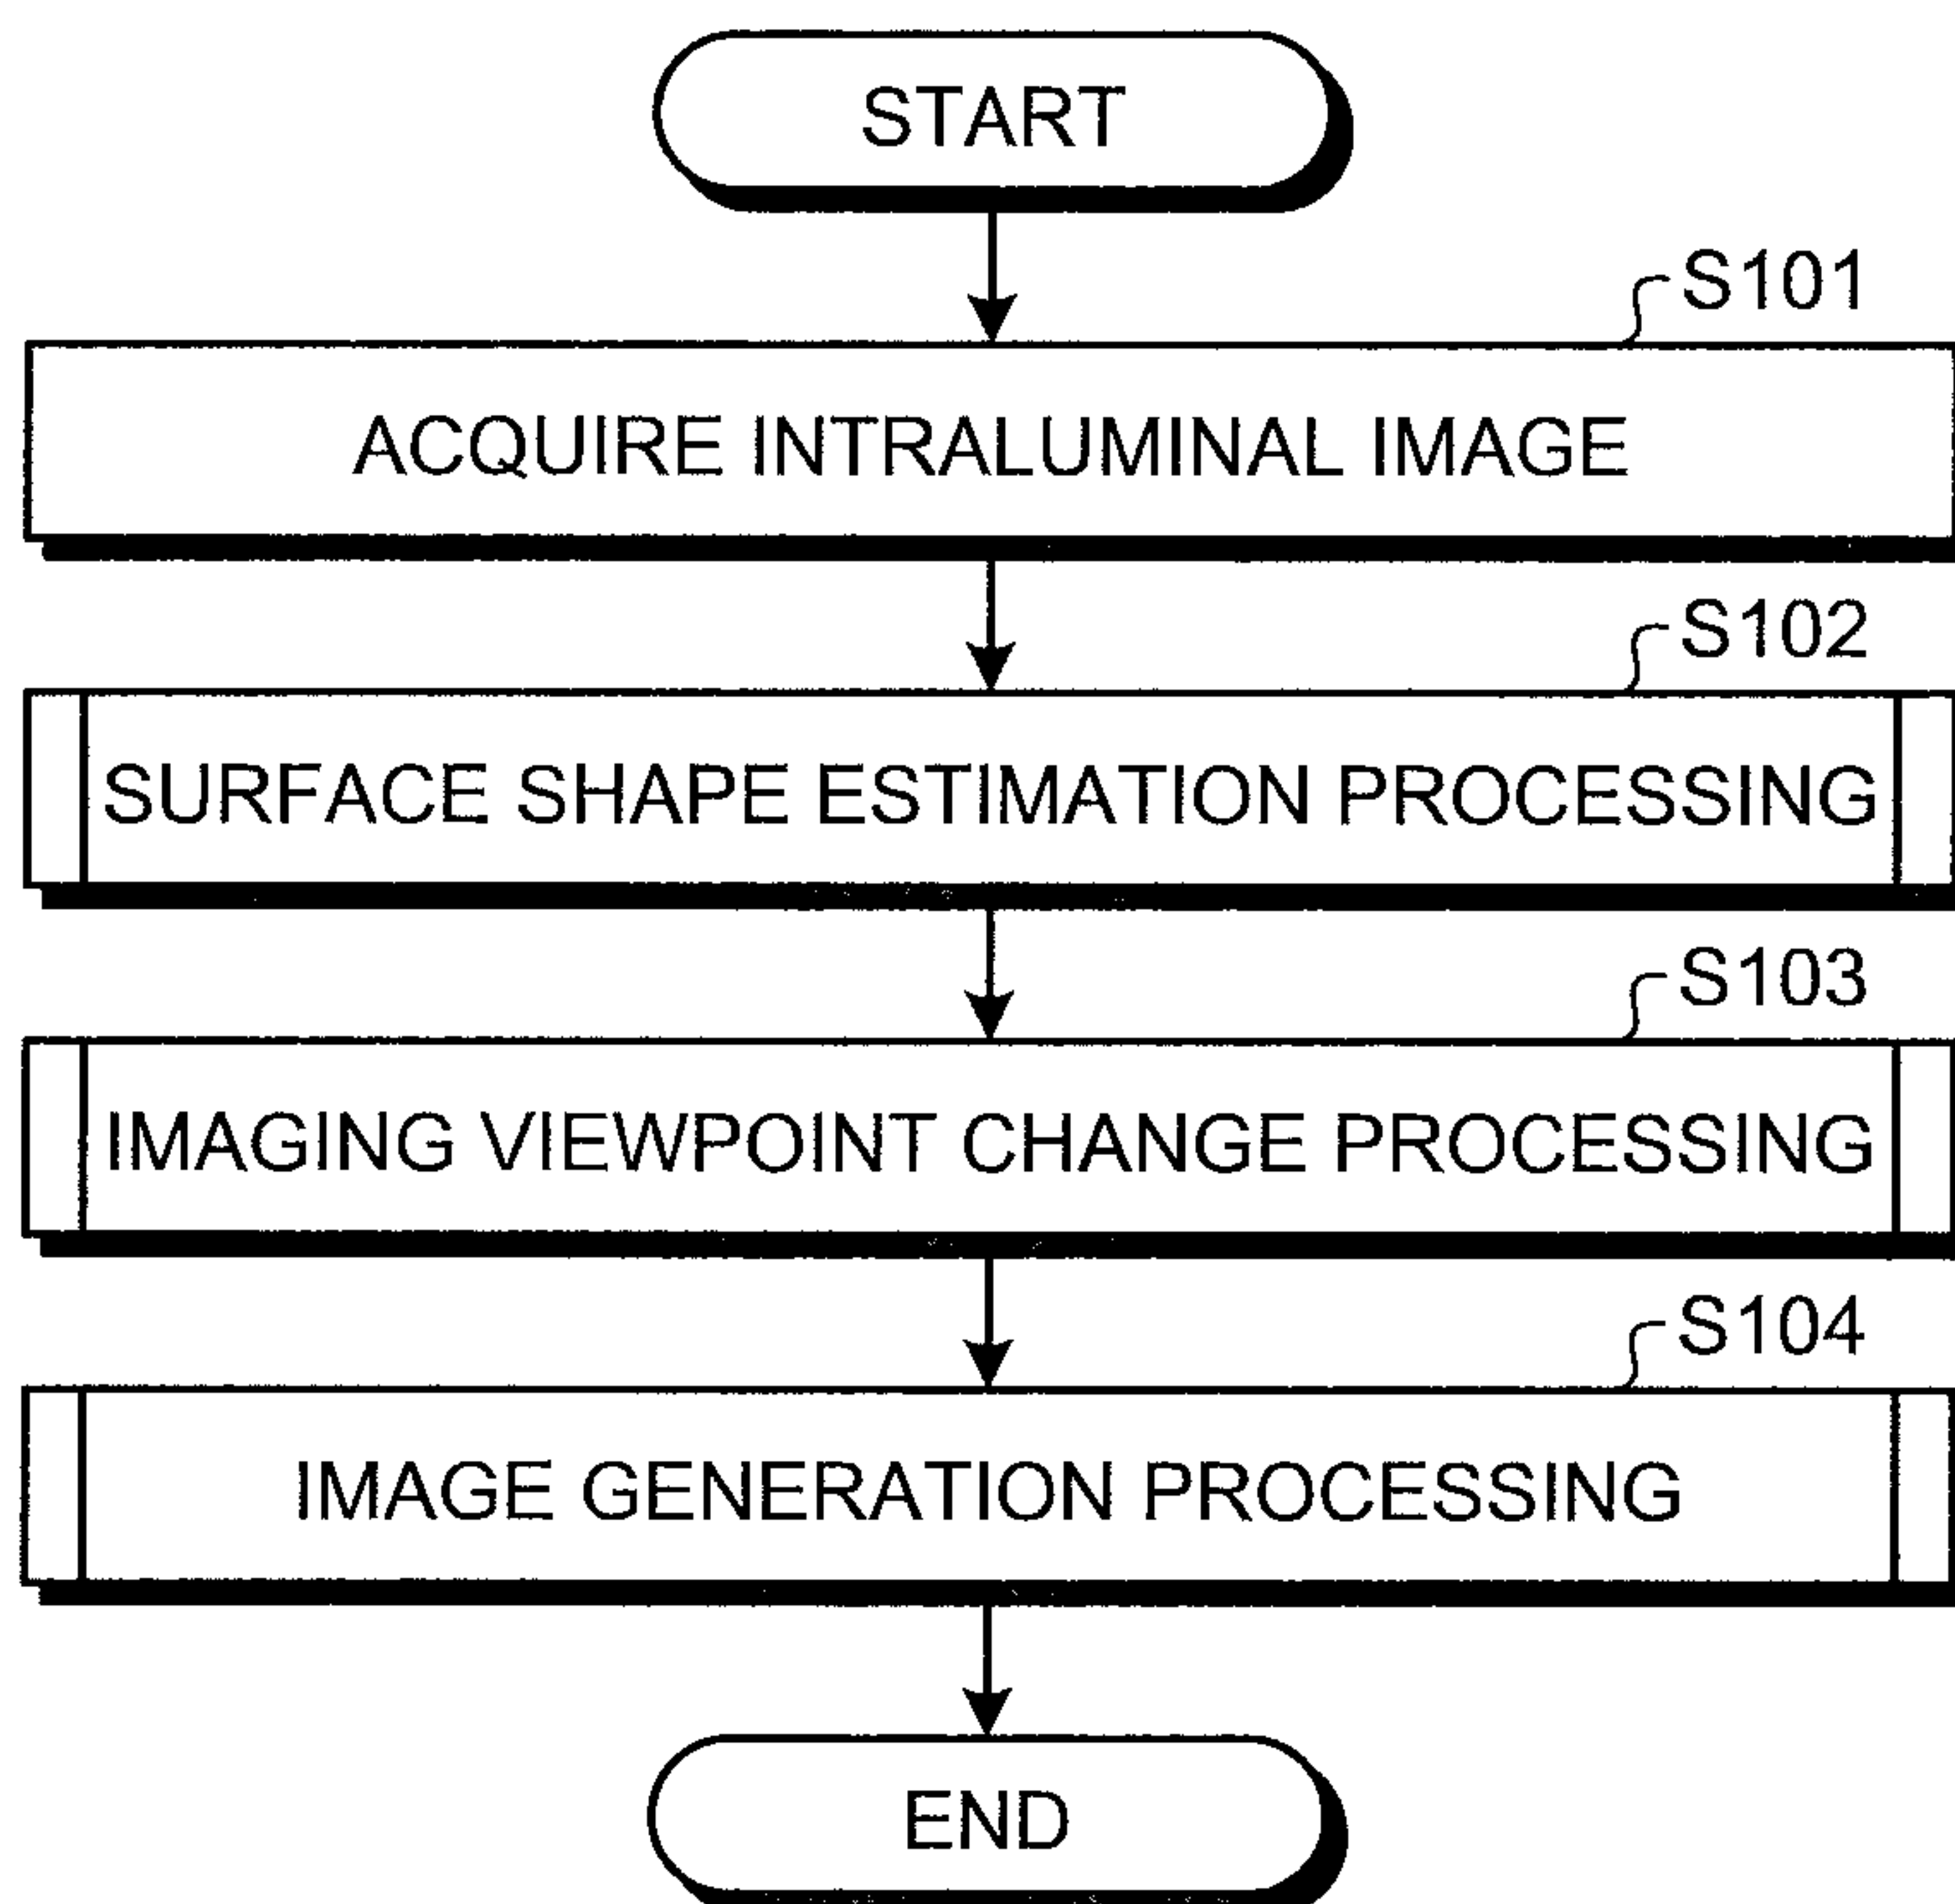 START
S101
ACQUIRE INTRALUMINAL IMAGE
S102
SURFACE SHAPE ESTIMATION PROCESSING
S103
IMAGING VIEWPOINT CHANGE PROCESSING
S104
IMAGE GENERATION PROCESSING
END